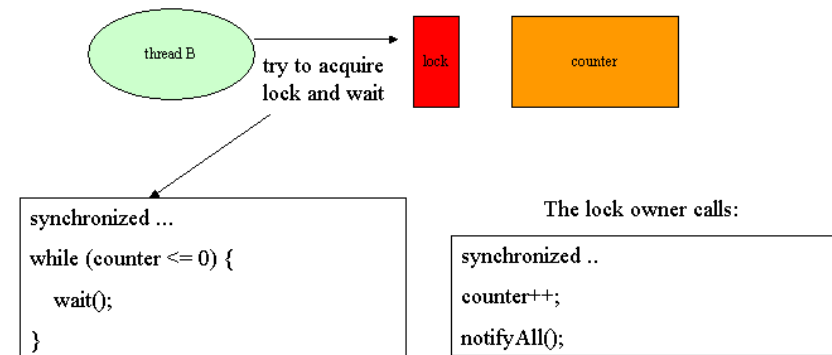 thread B
try to acquire
lock and wait
lock
counter
synchronized ...
while (counter <= 0) {
wait();
}
The lock owner calls:
synchronized ..
counter++;
notifyAll();